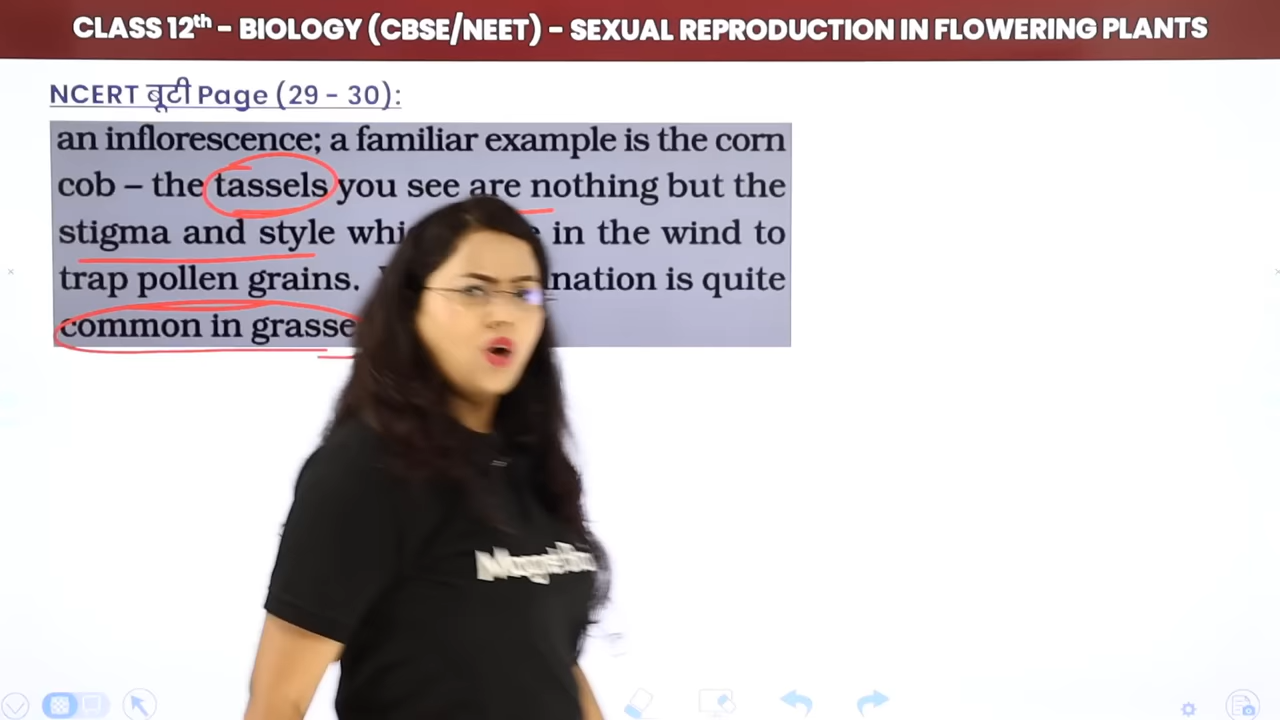 CLASS 12th – BIOLOGY (CBSE/NEET) – SEXUAL REPRODUCTION IN FLOWERING PLANTS
NCERT बूटी Page (29 – 30):
an inflorescence; a familiar example is the corn
cob – the tassels you see are nothing but the
stigma and style in the wind to
trap pollen grains. is quite
common in